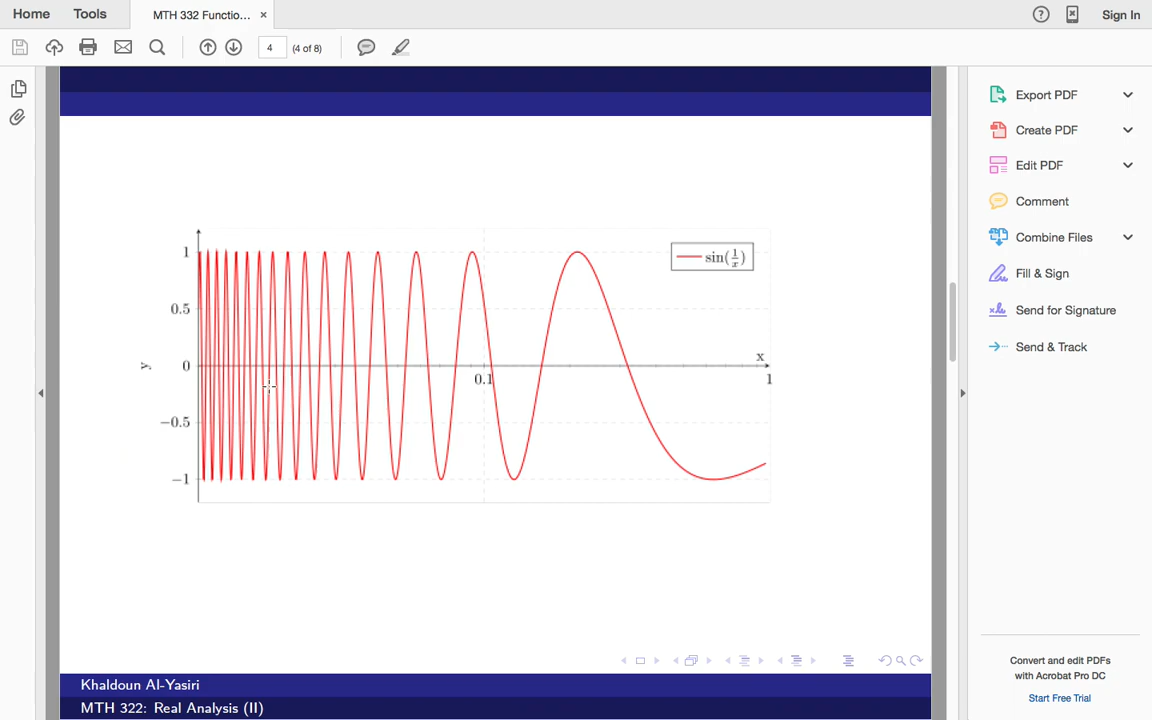 Home Tools MTH 332 Functio... × Sign In
4 (4 of 8)
Export PDF
Create PDF
Edit PDF
Comment
Combine Files
Fill & Sign
Send for Signature
Send & Track
sin(1/x)
1
0.5
0
−0.5
−1
y
x
0.1
1
Khaldoun Al-Yasiri
MTH 322: Real Analysis (II)
Convert and edit PDFs
with Acrobat Pro DC
Start Free Trial